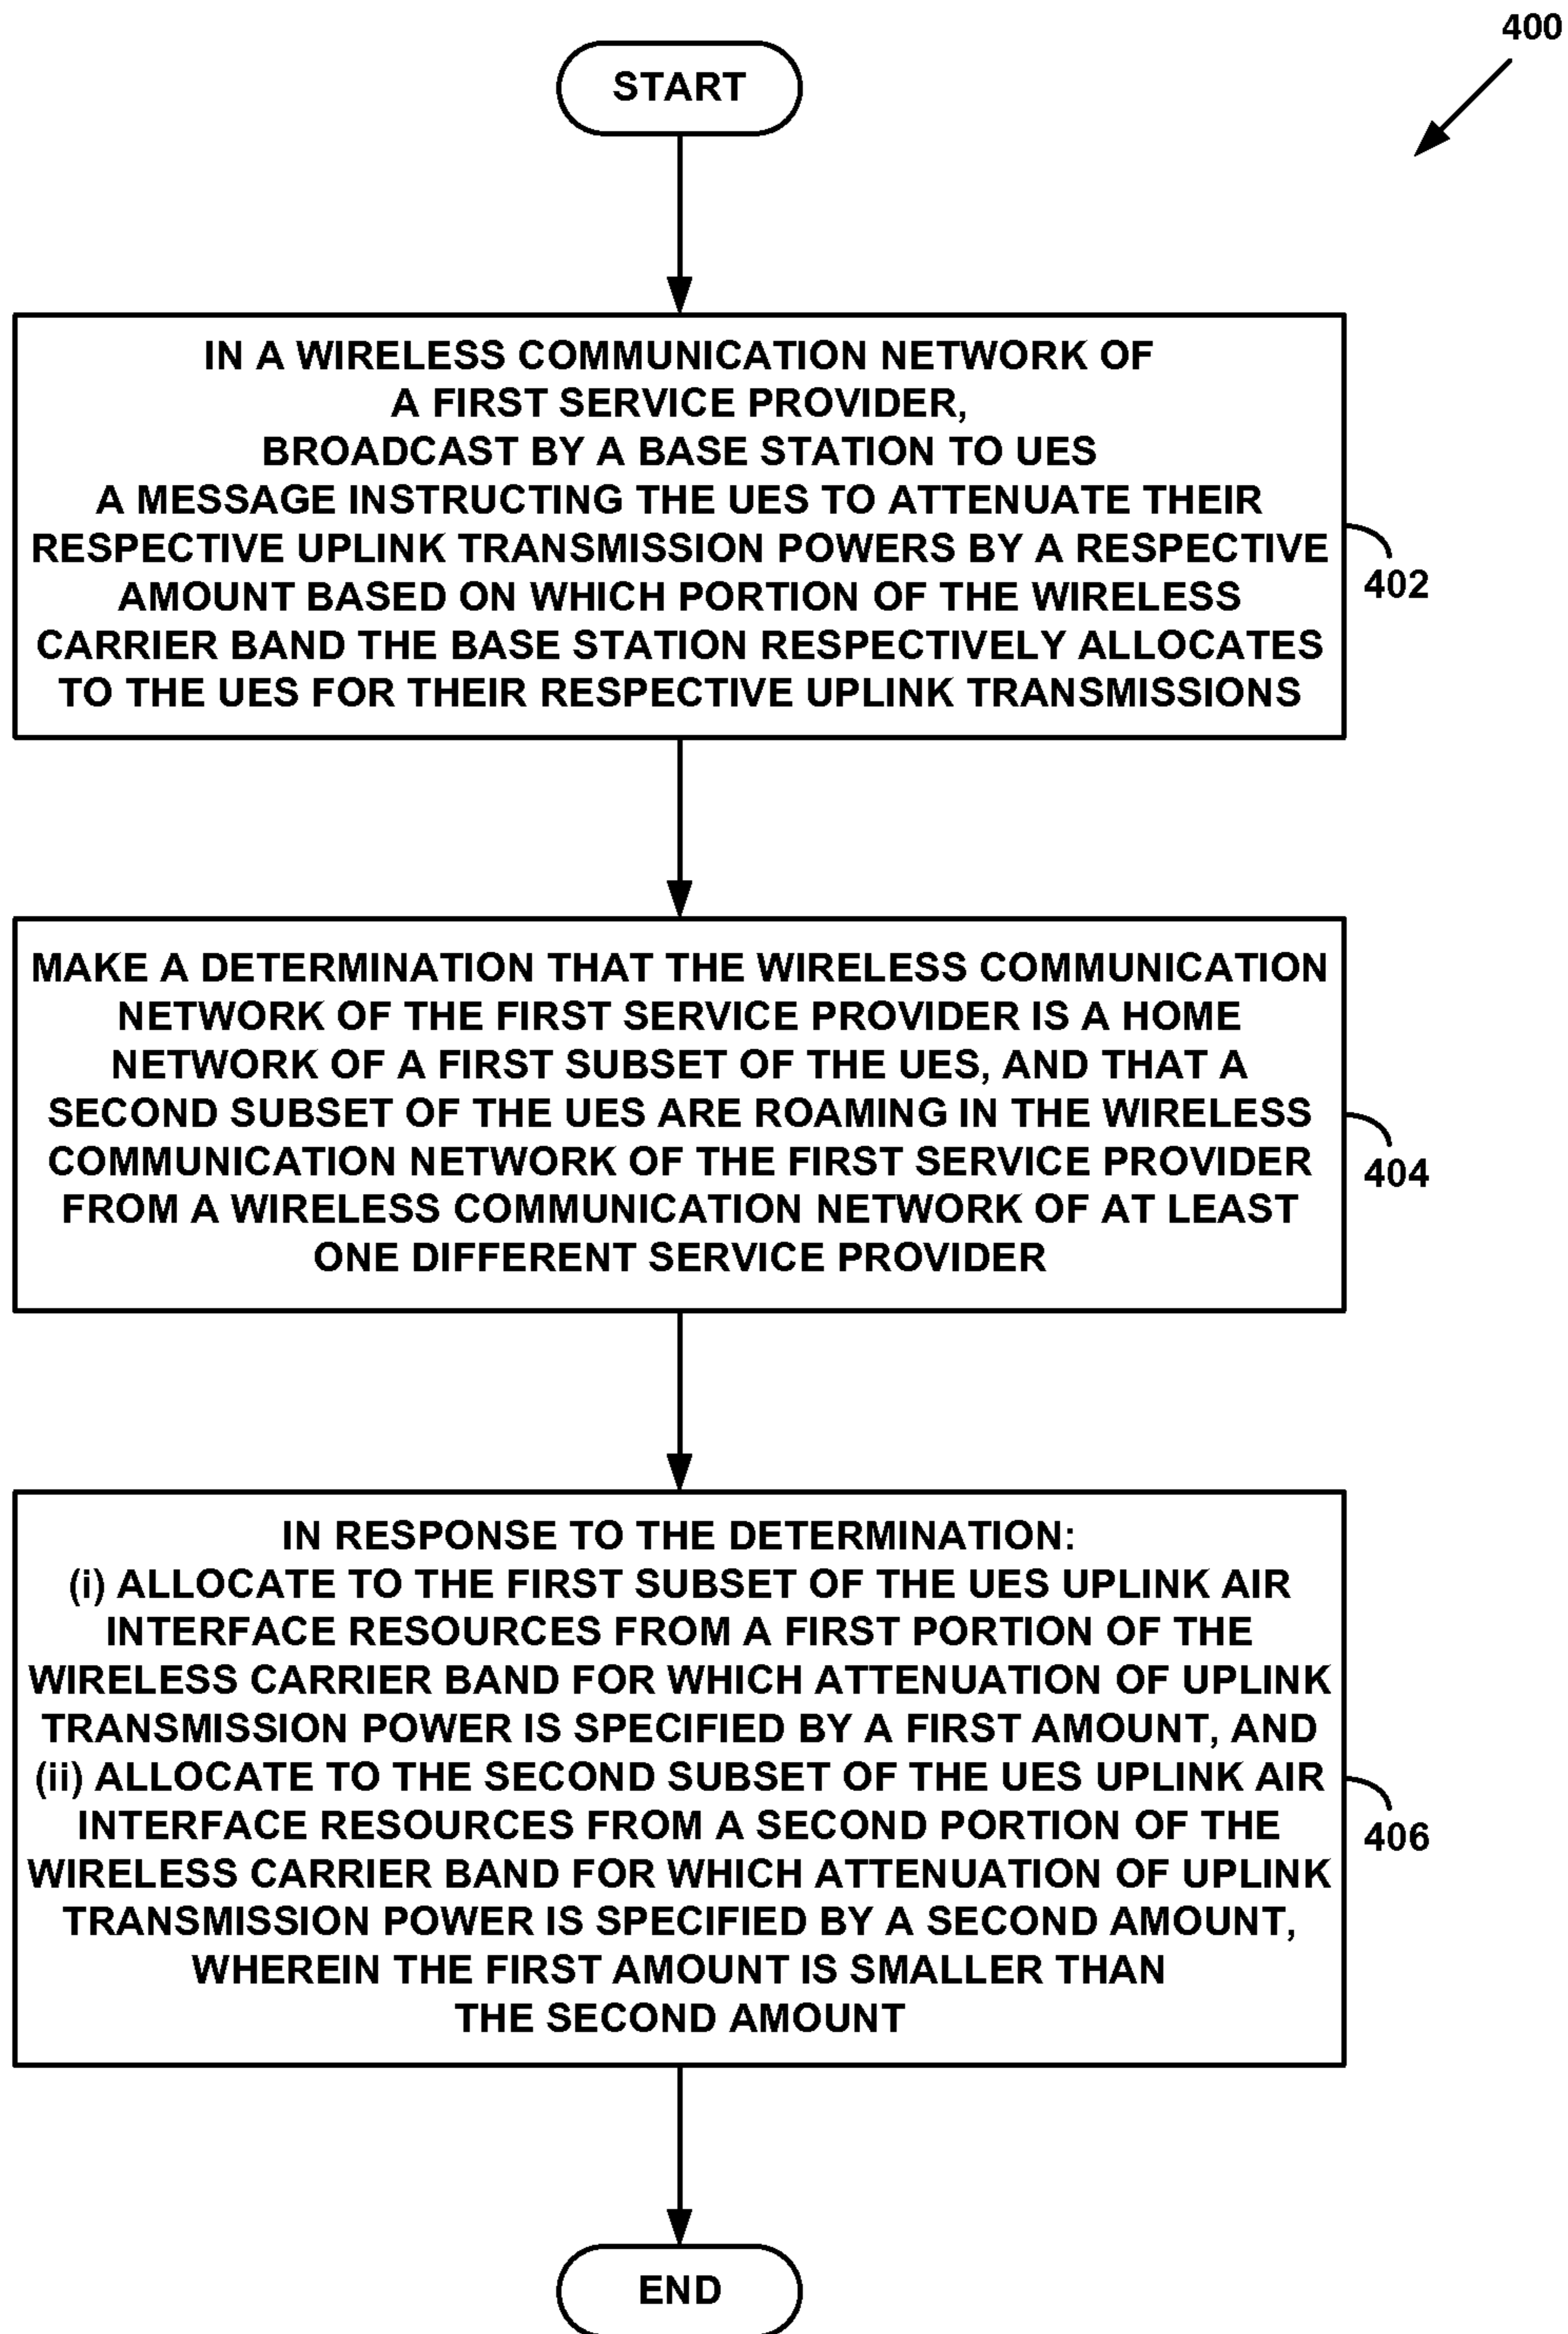 400
START
IN A WIRELESS COMMUNICATION NETWORK OF
A FIRST SERVICE PROVIDER,
BROADCAST BY A BASE STATION TO UES
A MESSAGE INSTRUCTING THE UES TO ATTENUATE THEIR
RESPECTIVE UPLINK TRANSMISSION POWERS BY A RESPECTIVE
AMOUNT BASED ON WHICH PORTION OF THE WIRELESS
CARRIER BAND THE BASE STATION RESPECTIVELY ALLOCATES
TO THE UES FOR THEIR RESPECTIVE UPLINK TRANSMISSIONS
402
MAKE A DETERMINATION THAT THE WIRELESS COMMUNICATION
NETWORK OF THE FIRST SERVICE PROVIDER IS A HOME
NETWORK OF A FIRST SUBSET OF THE UES, AND THAT A
SECOND SUBSET OF THE UES ARE ROAMING IN THE WIRELESS
COMMUNICATION NETWORK OF THE FIRST SERVICE PROVIDER
FROM A WIRELESS COMMUNICATION NETWORK OF AT LEAST
ONE DIFFERENT SERVICE PROVIDER
404
IN RESPONSE TO THE DETERMINATION:
(i) ALLOCATE TO THE FIRST SUBSET OF THE UES UPLINK AIR
INTERFACE RESOURCES FROM A FIRST PORTION OF THE
WIRELESS CARRIER BAND FOR WHICH ATTENUATION OF UPLINK
TRANSMISSION POWER IS SPECIFIED BY A FIRST AMOUNT, AND
(ii) ALLOCATE TO THE SECOND SUBSET OF THE UES UPLINK AIR
INTERFACE RESOURCES FROM A SECOND PORTION OF THE
WIRELESS CARRIER BAND FOR WHICH ATTENUATION OF UPLINK
TRANSMISSION POWER IS SPECIFIED BY A SECOND AMOUNT,
WHEREIN THE FIRST AMOUNT IS SMALLER THAN
THE SECOND AMOUNT
406
END